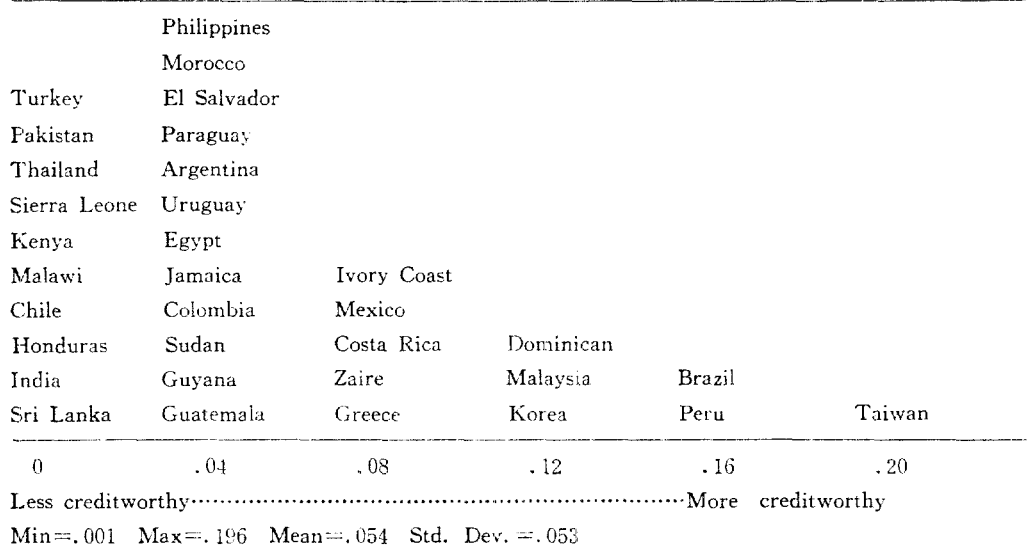 Philippines
Morocco
Turkey El Salvador
Pakistan Paraguay
Thailand Argentina
Sierra Leone Uruguay
Kenya Egypt
Malawi Jamaica Ivory Coast
Chile Colombia Mexico
Honduras Sudan Costa Rica Dominican
India Guyana Zaire Malaysia Brazil
Sri Lanka Guatemala Greece Korea Peru Taiwan
0 .04 .08 .12 .16 .20
Less creditworthy……………………………………………………More creditworthy
Min=.001 Max=.196 Mean=.054 Std. Dev.=.053